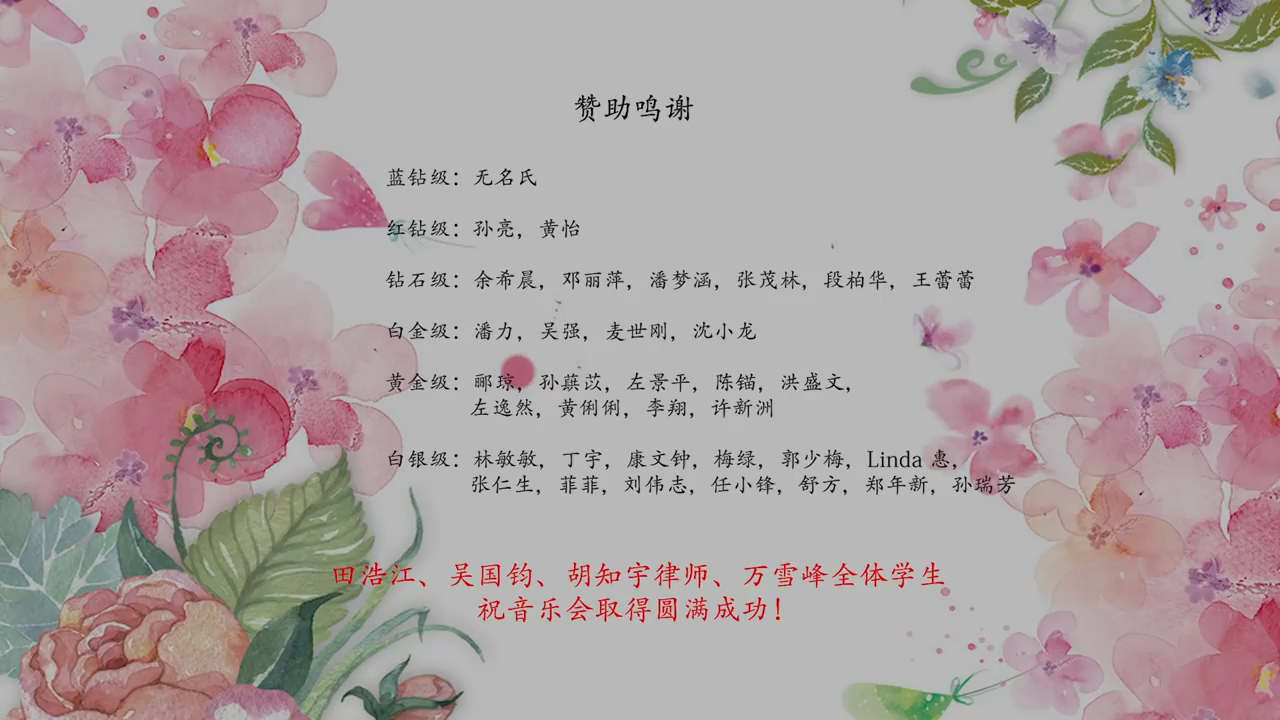 赞助鸣谢
蓝钻级：无名氏
红钻级：孙亮，黄怡
钻石级：余希晨，邓丽萍，潘梦涵，张茂林，段柏华，王蕾蕾
白金级：潘力，吴强，麦世刚，沈小龙
黄金级：郦琼，孙蕻苡，左景平，陈锚，洪盛文，
左逸然，黄俐俐，李翔，许新洲
白银级：林敏敏，丁宇，康文钟，梅绿，郭少梅，Linda 惠，
张仁生，菲菲，刘伟志，任小锋，舒方，郑年新，孙瑞芳
田浩江、吴国钧、胡知宇律师、万雪峰全体学生
祝音乐会取得圆满成功！